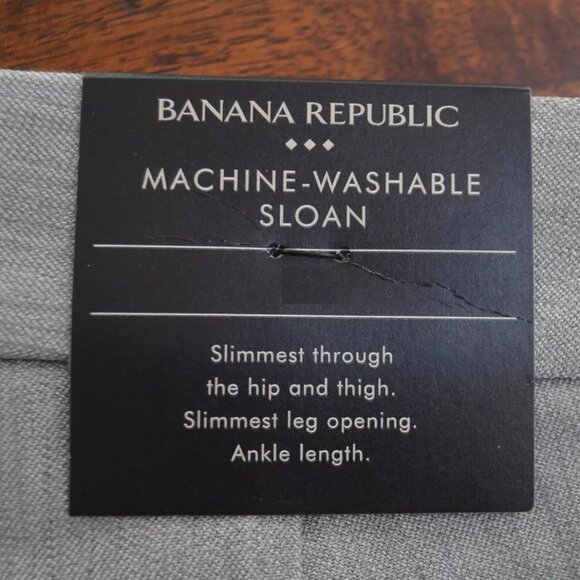 BANANA REPUBLIC
MACHINE-WASHABLE
SLOAN
Slimmest through
the hip and thigh.
Slimmest leg opening.
Ankle length.